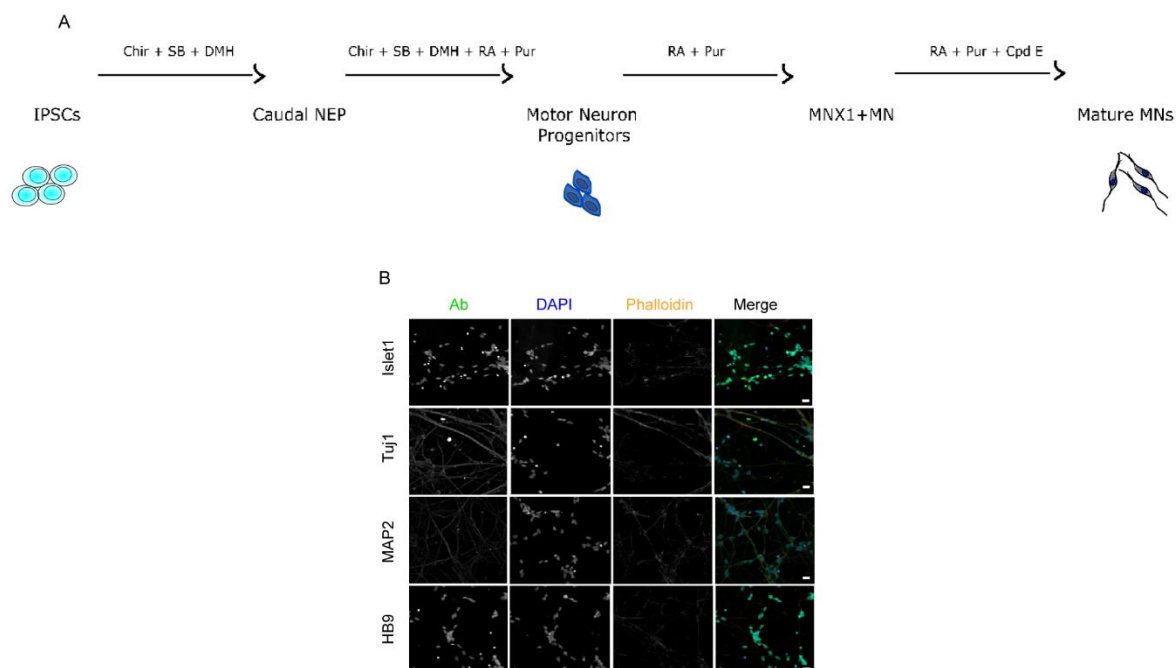 A
Chir + SB + DMH
Chir + SB + DMH + RA + Pur
RA + Pur
RA + Pur + Cpd E
IPSCs
Caudal NEP
Motor Neuron
Progenitors
MNX1+MN
Mature MNs
B
Ab
DAPI
Phalloidin
Merge
Islet1
Tuj1
MAP2
HB9